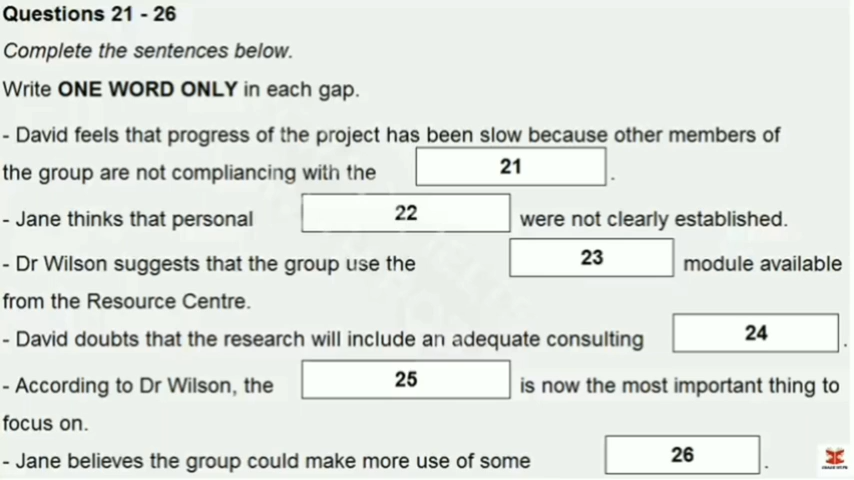 Questions 21 - 26
Complete the sentences below.
Write ONE WORD ONLY in each gap.
- David feels that progress of the project has been slow because other members of
the group are not compliancing with the 21 .
- Jane thinks that personal 22 were not clearly established.
- Dr Wilson suggests that the group use the 23 module available
from the Resource Centre.
- David doubts that the research will include an adequate consulting 24 .
- According to Dr Wilson, the 25 is now the most important thing to
focus on.
- Jane believes the group could make more use of some 26 .